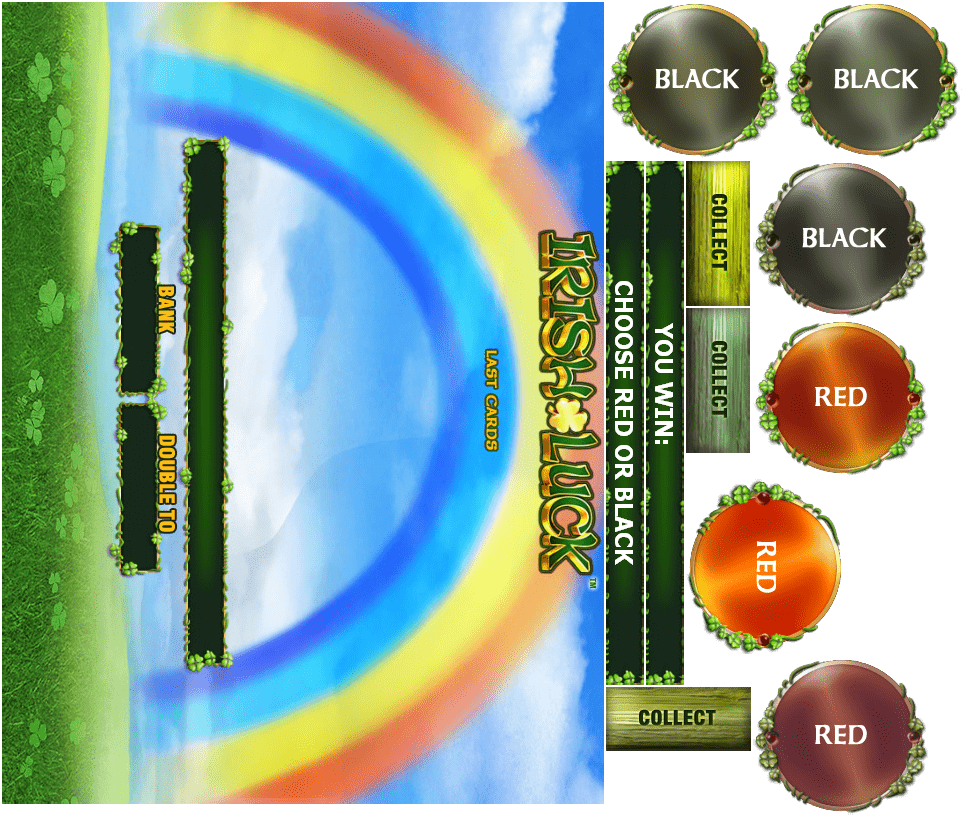 IRISH LUCK™
LAST CARDS
BANK
DOUBLE TO
CHOOSE RED OR BLACK
YOU WIN:
COLLECT
COLLECT
COLLECT
BLACK
BLACK
BLACK
RED
RED
RED